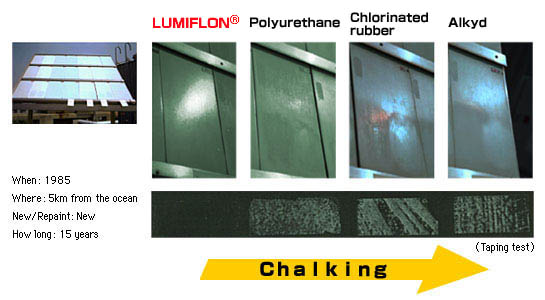 LUMIFLON®
Polyurethane
Chlorinated
rubber
Alkyd
When: 1985
Where: 5km from the ocean
New/Repaint: New
How long: 15 years
(Taping test)
Chalking